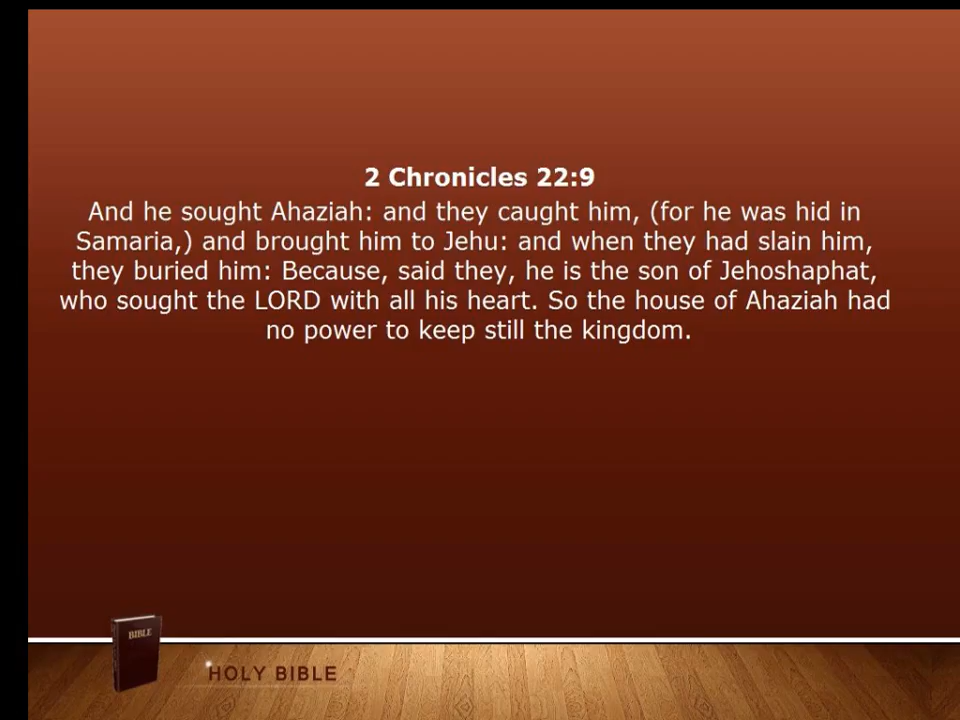 2 Chronicles 22:9
And he sought Ahaziah: and they caught him, (for he was hid in
Samaria,) and brought him to Jehu: and when they had slain him,
they buried him: Because, said they, he is the son of Jehoshaphat,
who sought the LORD with all his heart. So the house of Ahaziah had
no power to keep still the kingdom.
BIBLE
HOLY BIBLE